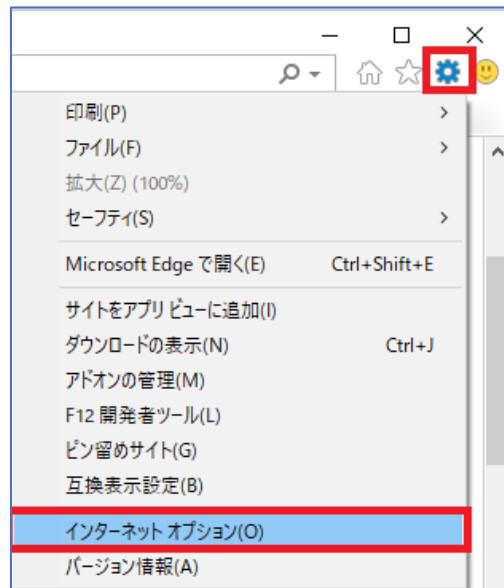 印刷(P)
ファイル(F)
拡大(Z) (100%)
セーフティ(S)
Microsoft Edge で開く(E) Ctrl+Shift+E
サイトをアプリ ビューに追加(I)
ダウンロードの表示(N) Ctrl+J
アドオンの管理(M)
F12 開発者ツール(L)
ピン留めサイト(G)
互換表示設定(B)
インターネット オプション(O)
バージョン情報(A)